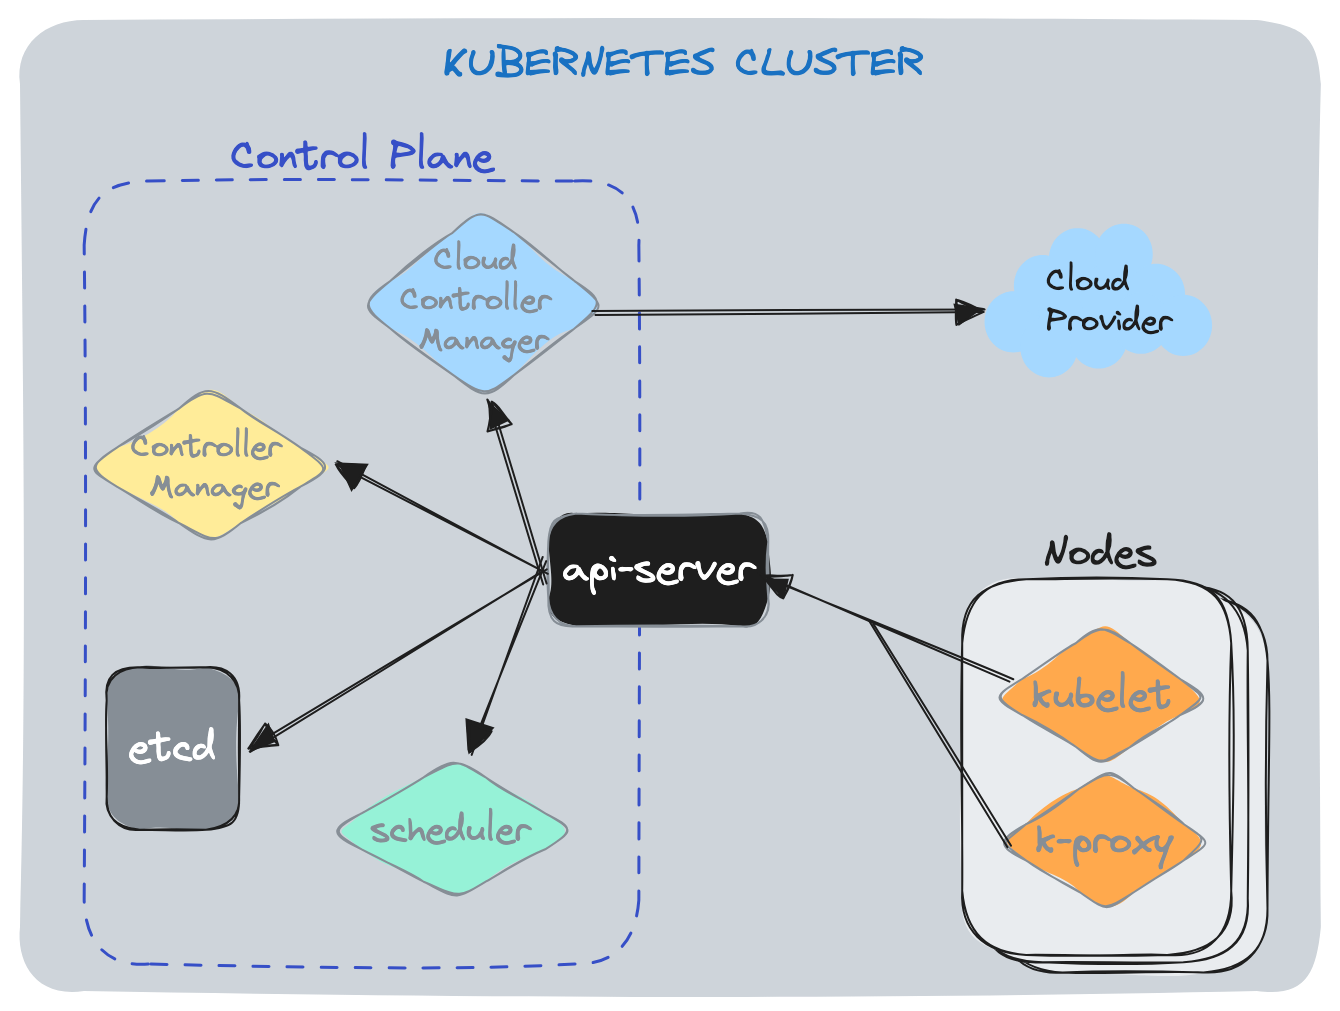 KUBERNETES CLUSTER
Control Plane
Cloud
Controller
Manager
Cloud
Provider
Controller
Manager
api-server
Nodes
kubelet
etcd
scheduler
k-proxy